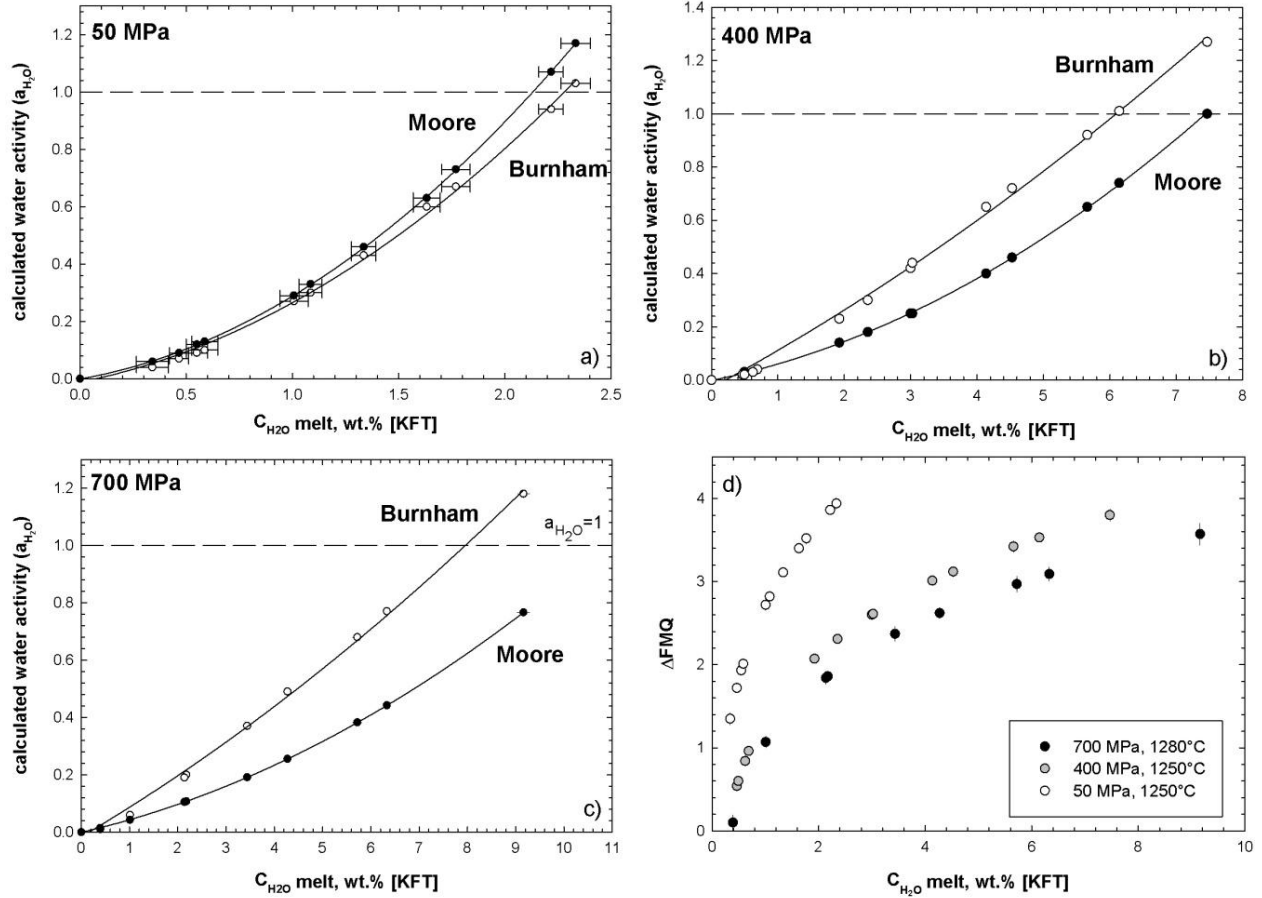 50 MPa
calculated water activity (aH2O)
1.2
1.0
0.8
0.6
0.4
0.2
0.0
Moore
Burnham
a)
0.0 0.5 1.0 1.5 2.0 2.5
CH2O melt, wt.% [KFT]
400 MPa
calculated water activity (aH2O)
1.4
1.2
1.0
0.8
0.6
0.4
0.2
0.0
Burnham
Moore
b)
0 1 2 3 4 5 6 7 8
CH2O melt, wt.% [KFT]
700 MPa
calculated water activity (aH2O)
1.2
1.0
0.8
0.6
0.4
0.2
0.0
Burnham
aH2O=1
Moore
c)
0 1 2 3 4 5 6 7 8 9 10 11
CH2O melt, wt.% [KFT]
d)
ΔFMQ
4
3
2
1
0
700 MPa, 1280°C
400 MPa, 1250°C
50 MPa, 1250°C
0 2 4 6 8 10
CH2O melt, wt.% [KFT]